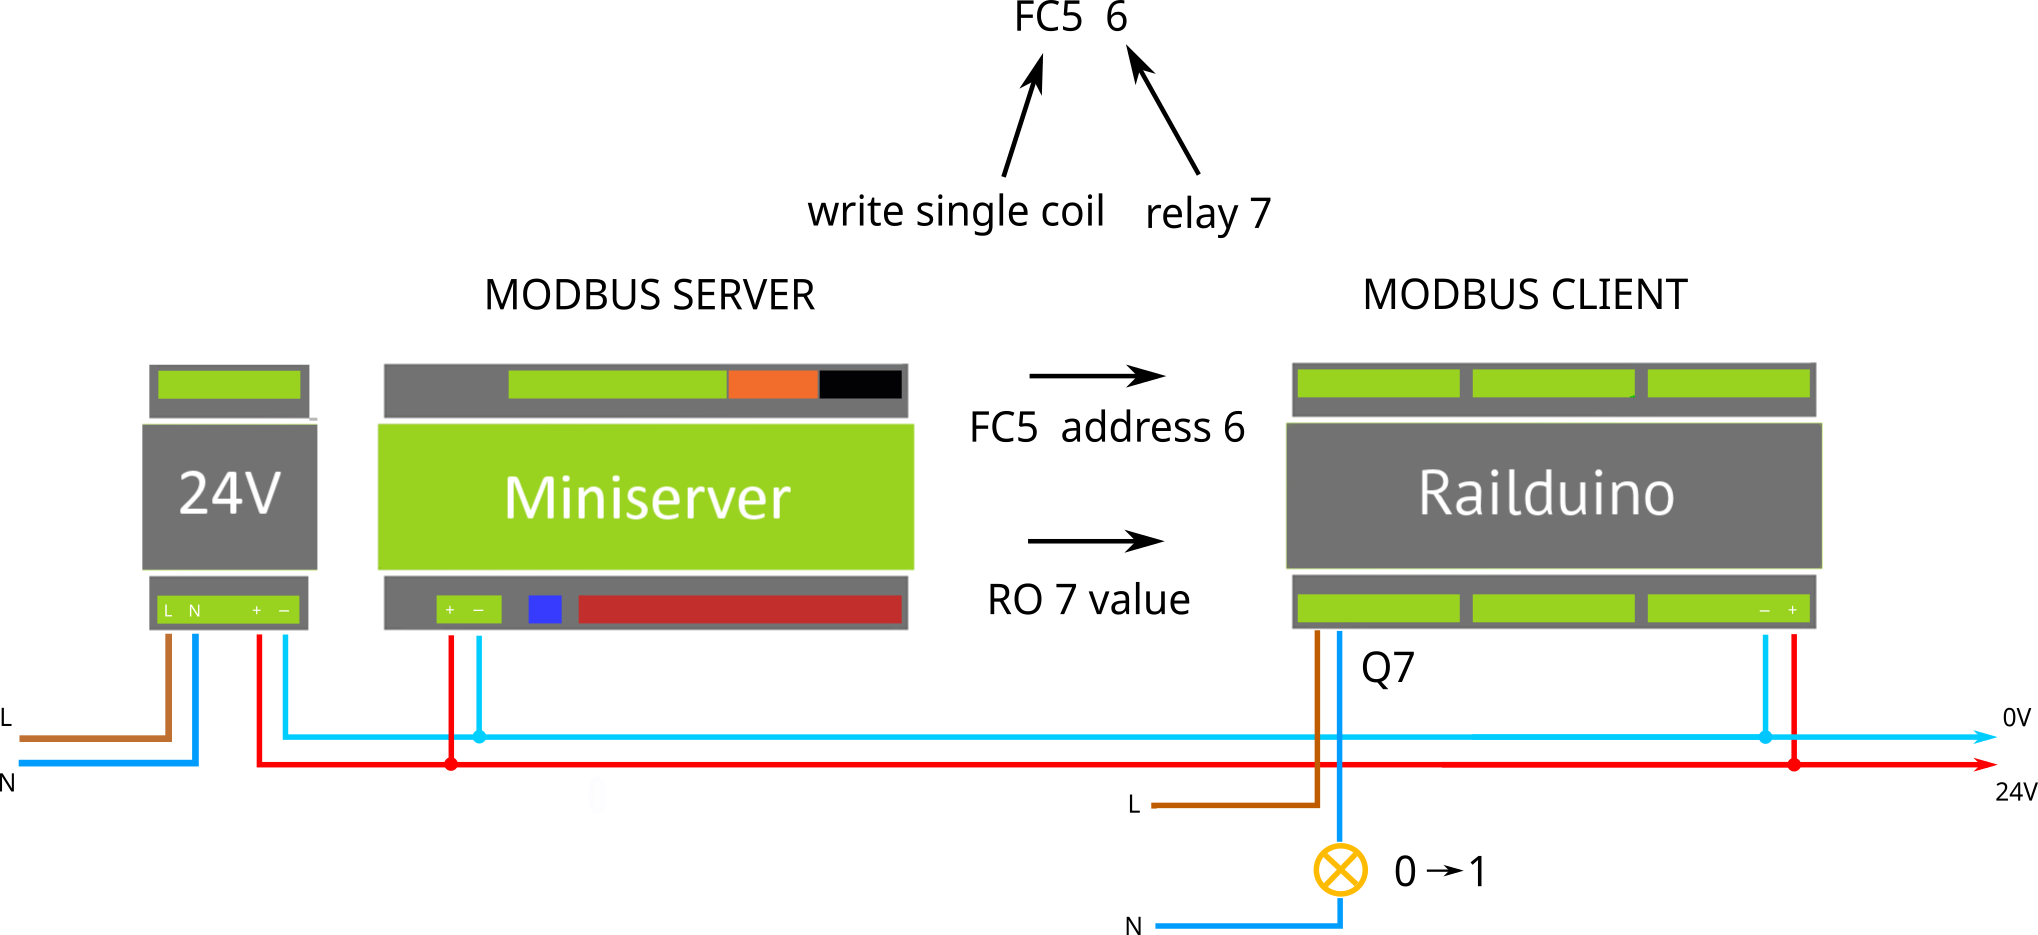 FC5 6
write single coil relay 7
MODBUS SERVER MODBUS CLIENT
24V
Miniserver
FC5 address 6
Railduino
RO 7 value
L N + −
+ −
− +
Q7
L
0V
N
24V
L
0 → 1
N